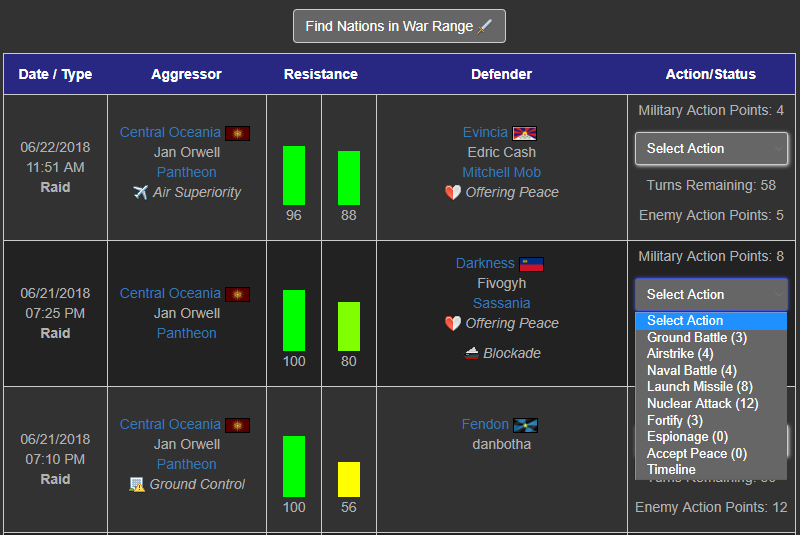 Find Nations in War Range
Date / Type
Aggressor
Resistance
Defender
Action/Status
06/22/2018
11:51 AM
Raid
Central Oceania
Jan Orwell
Pantheon
Air Superiority
96
88
Evincia
Edric Cash
Mitchell Mob
Offering Peace
Military Action Points: 4
Select Action
Turns Remaining: 58
Enemy Action Points: 5
06/21/2018
07:25 PM
Raid
Central Oceania
Jan Orwell
Pantheon
100
80
Darkness
Fivogyh
Sassania
Offering Peace
Blockade
Military Action Points: 8
Select Action
Select Action
Ground Battle (3)
Airstrike (4)
Naval Battle (4)
Launch Missile (8)
Nuclear Attack (12)
Fortify (3)
Espionage (0)
Accept Peace (0)
Timeline
06/21/2018
07:10 PM
Raid
Central Oceania
Jan Orwell
Pantheon
Ground Control
100
56
Fendon
danbotha
Turns Remaining:
Enemy Action Points: 12